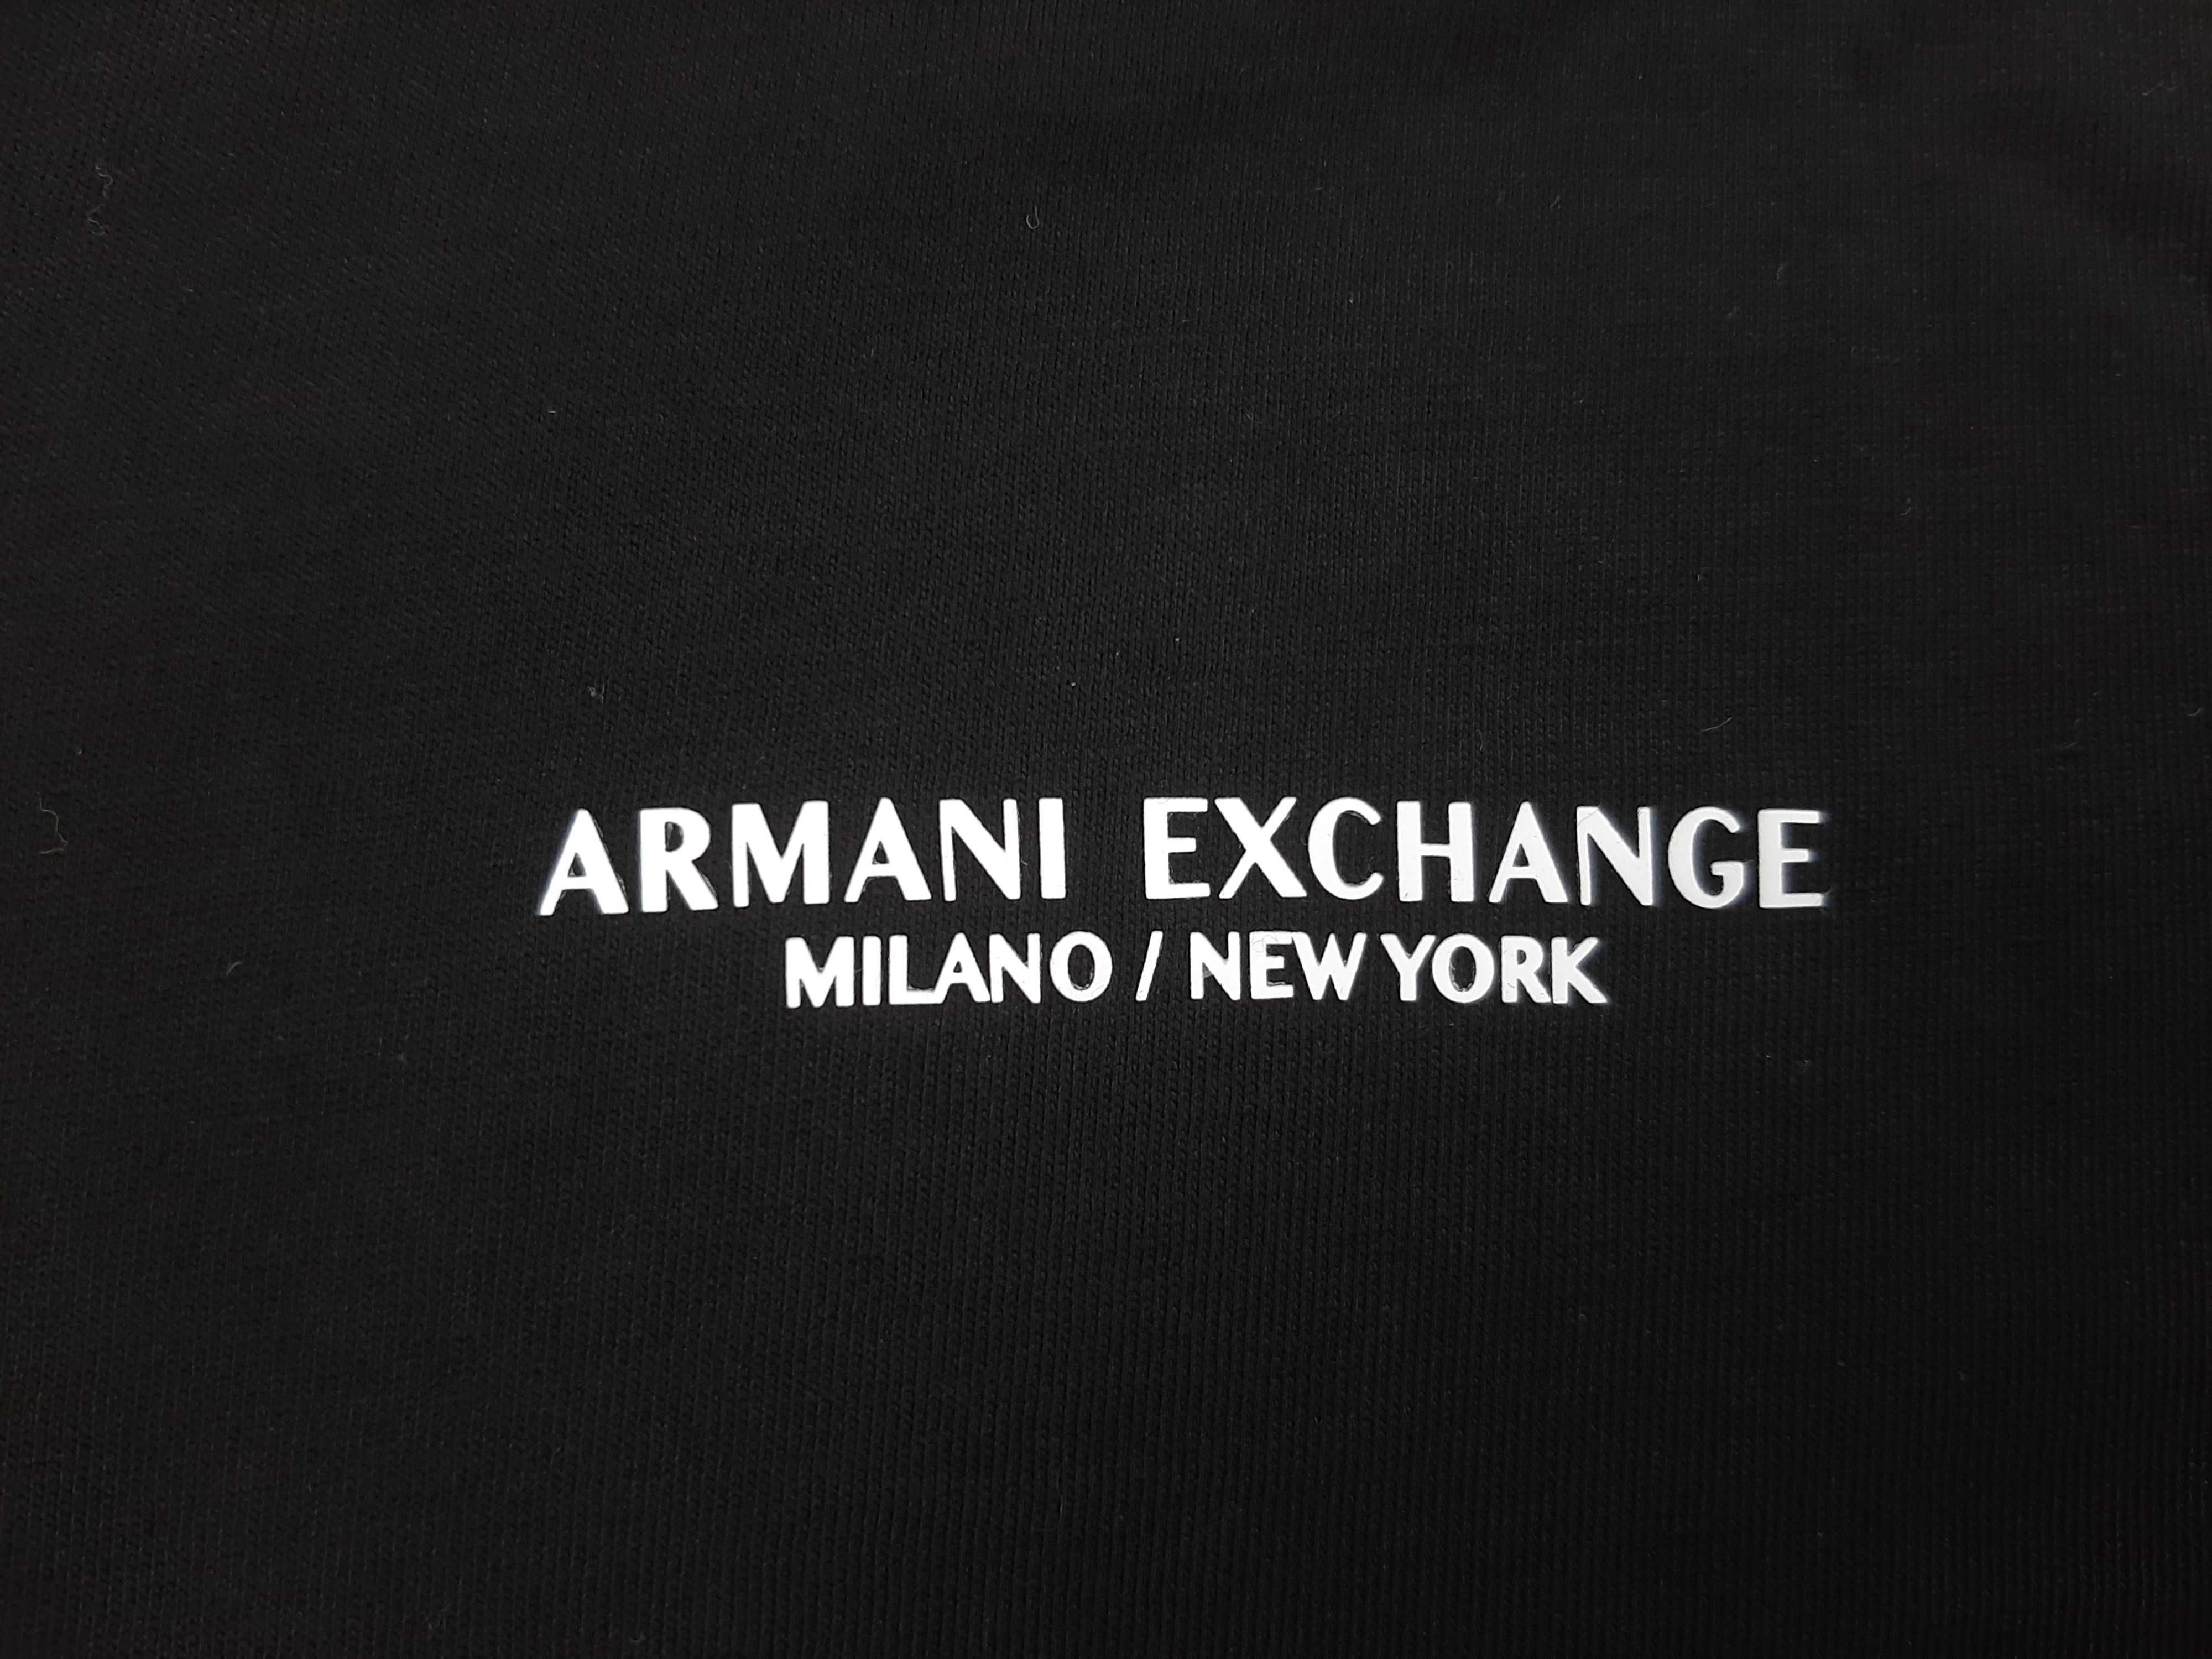 ARMANI EXCHANGE
MILANO / NEW YORK